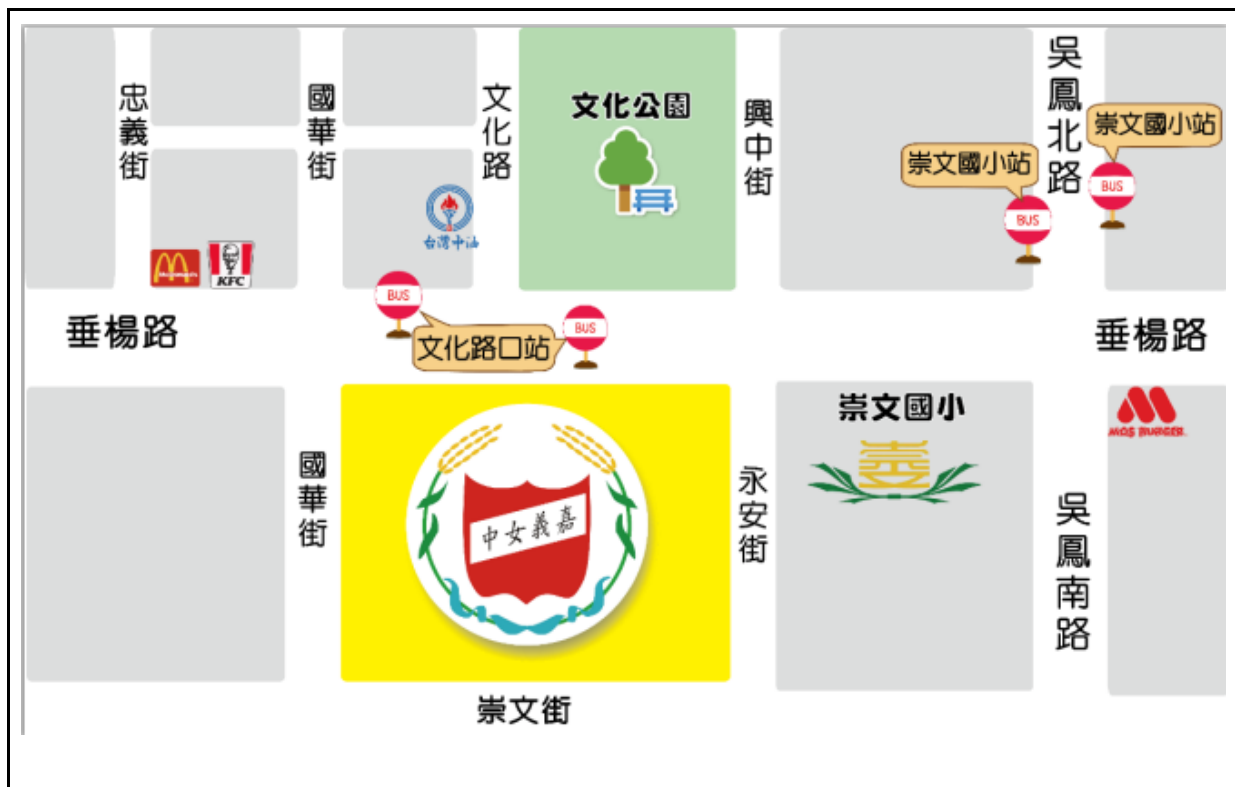 忠義街
國華街
文化路
文化公園
興中街
吳鳳北路
崇文國小站
崇文國小站
BUS
BUS
台灣中油
McDonald's
KFC
BUS
BUS
文化路口站
垂楊路
垂楊路
國華街
中女義嘉
永安街
崇文國小
MOS BURGER
吳鳳南路
崇文街